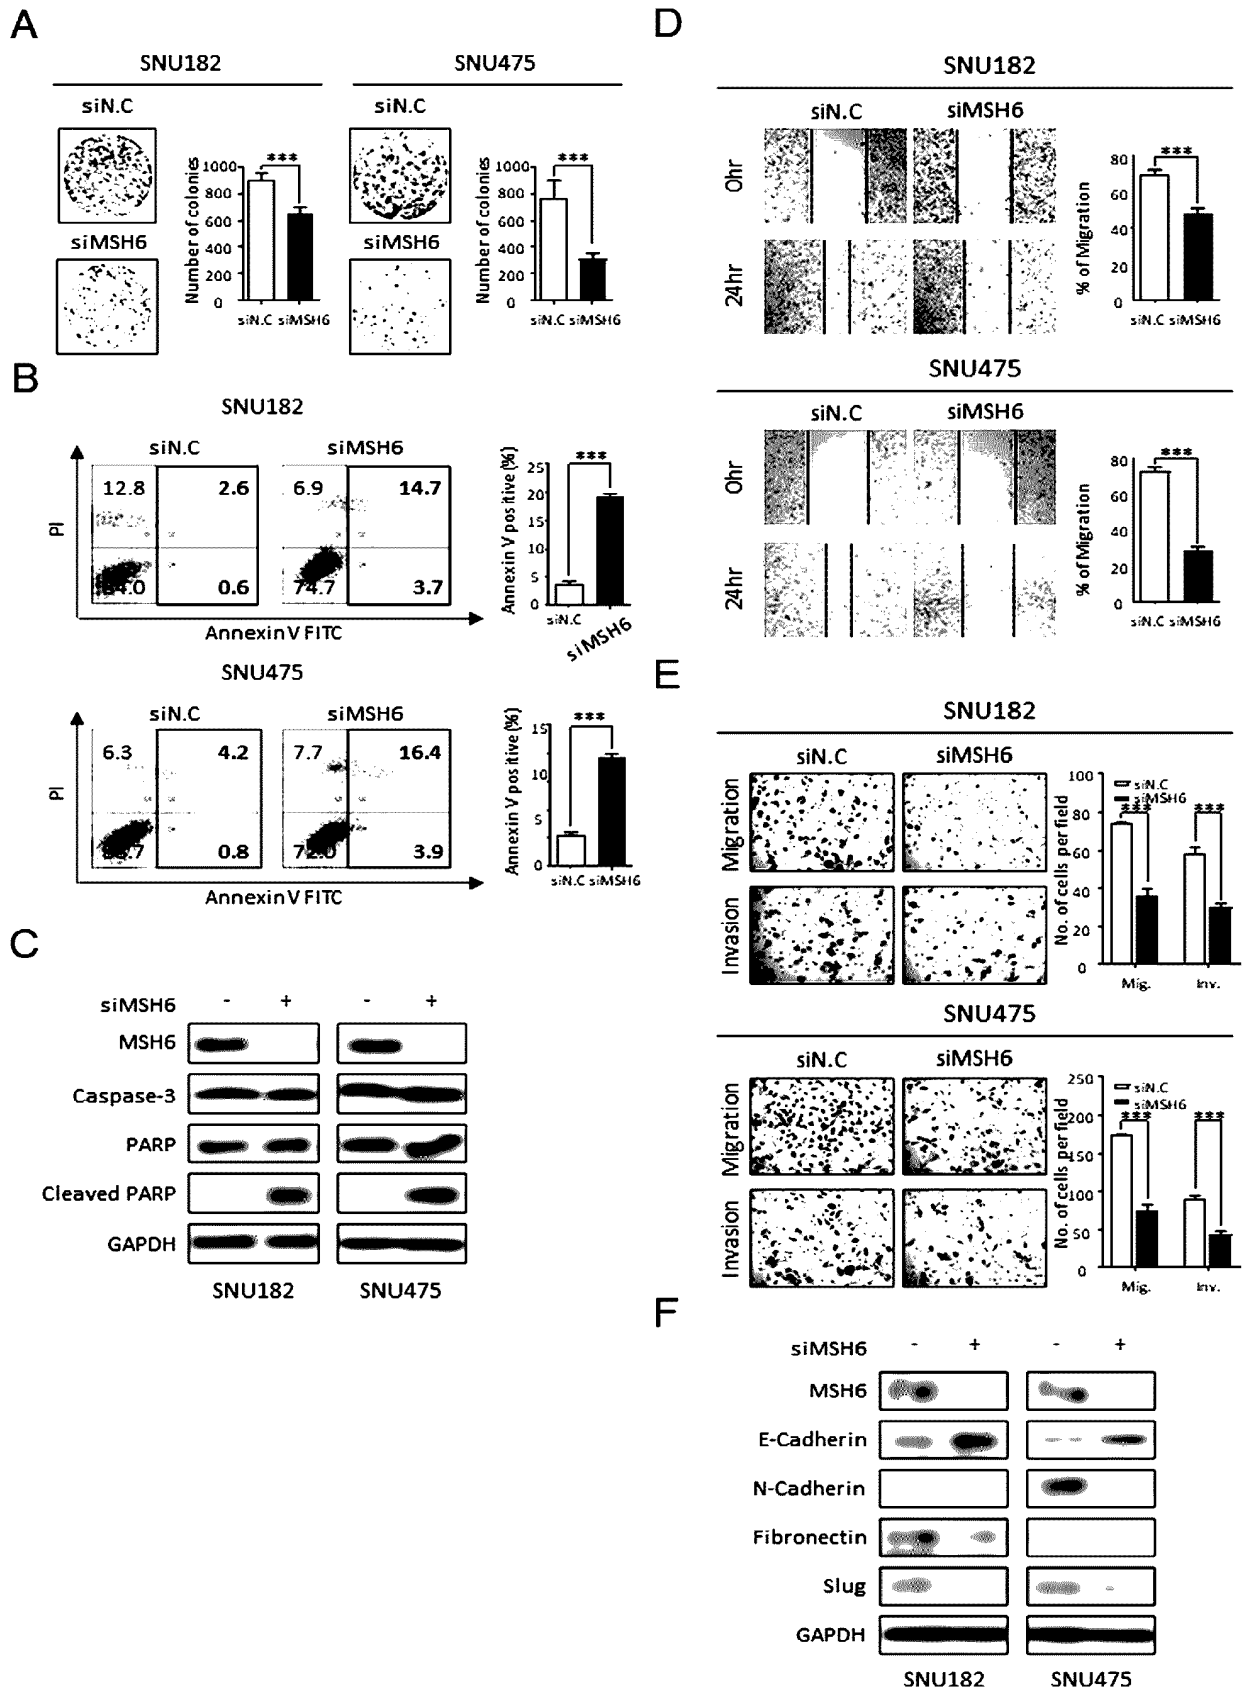 A
SNU182
SNU475
siN.C
siN.C
siMSH6
siMSH6
Number of colonies
1000
800
600
400
200
0
***
siN.C siMSH6
Number of colonies
1000
800
600
400
200
0
***
siN.C siMSH6
B
SNU182
siN.C
siMSH6
PI
12.8
2.6
0.6
6.9
14.7
74.7
3.7
Annexin V FITC
Annexin V positive (%)
25
20
15
10
5
0
***
siN.C
siMSH6
SNU475
siN.C
siMSH6
PI
6.3
4.2
0.8
7.7
16.4
3.9
Annexin V FITC
Annexin V positive (%)
15
10
5
0
***
siN.C siMSH6
C
siMSH6 - + - +
MSH6
Caspase-3
PARP
Cleaved PARP
GAPDH
SNU182 SNU475
D
SNU182
siN.C
siMSH6
0hr
24hr
% of Migration
80
60
40
20
0
***
siN.C siMSH6
SNU475
siN.C
siMSH6
0hr
24hr
% of Migration
80
60
40
20
0
***
siN.C siMSH6
E
SNU182
siN.C
siMSH6
Migration
Invasion
No. of cells per field
100
80
60
40
20
0
siN.C
siMSH6
*** ***
Mig. Inv.
SNU475
siN.C
siMSH6
Migration
Invasion
No. of cells per field
250
200
150
100
50
0
siN.C
siMSH6
*** ***
Mig. Inv.
F
siMSH6 - + - +
MSH6
E-Cadherin
N-Cadherin
Fibronectin
Slug
GAPDH
SNU182 SNU475